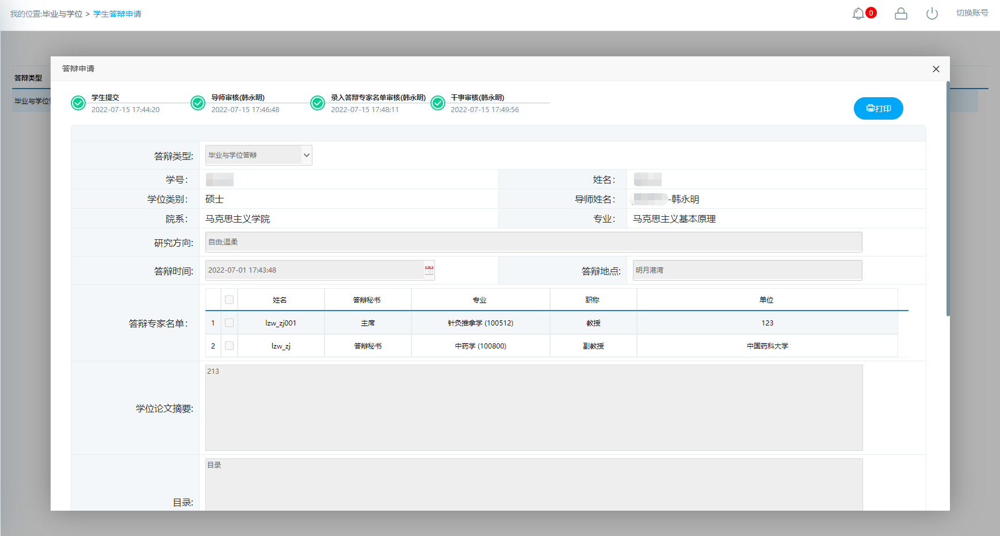 我的位置:毕业与学位 > 学生答辩申请
0
切换账号
答辩类型
毕业与学位
答辩申请
学生提交
2022-07-15 17:44:20
导师审核(韩永明)
2022-07-15 17:46:48
录入答辩专家名单审核(韩永明)
2022-07-15 17:48:11
干事审核(韩永明)
2022-07-15 17:49:56
打印
答辩类型:
毕业与学位答辩
学号:
姓名:
学位类别:
硕士
导师姓名:
-韩永明
院系:
马克思主义学院
专业:
马克思主义基本原理
研究方向:
自由;温柔
答辩时间:
2022-07-01 17:43:48
答辩地点:
明月港湾
答辩专家名单:
姓名 答辩秘书 专业 职称 单位
1 lzw_zj001 主席 针灸推拿学 (100512) 教授 123
2 lzw_zj 答辩秘书 中药学 (100800) 副教授 中国药科大学
学位论文摘要:
213
目录:
目录